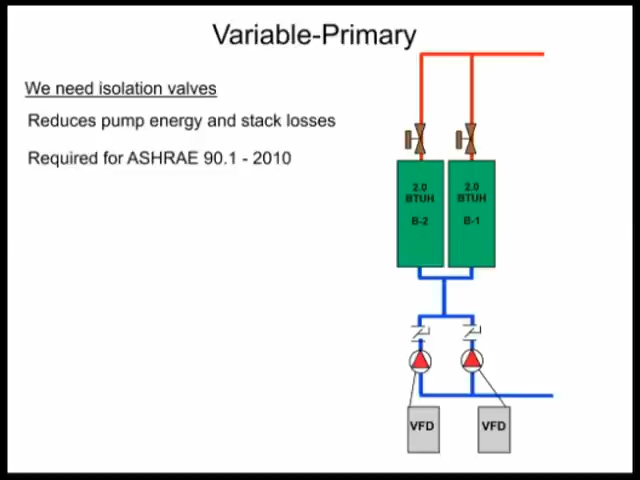 Variable-Primary
We need isolation valves
Reduces pump energy and stack losses
Required for ASHRAE 90.1 - 2010
2.0
BTUH
B-2
2.0
BTUH
B-1
VFD
VFD